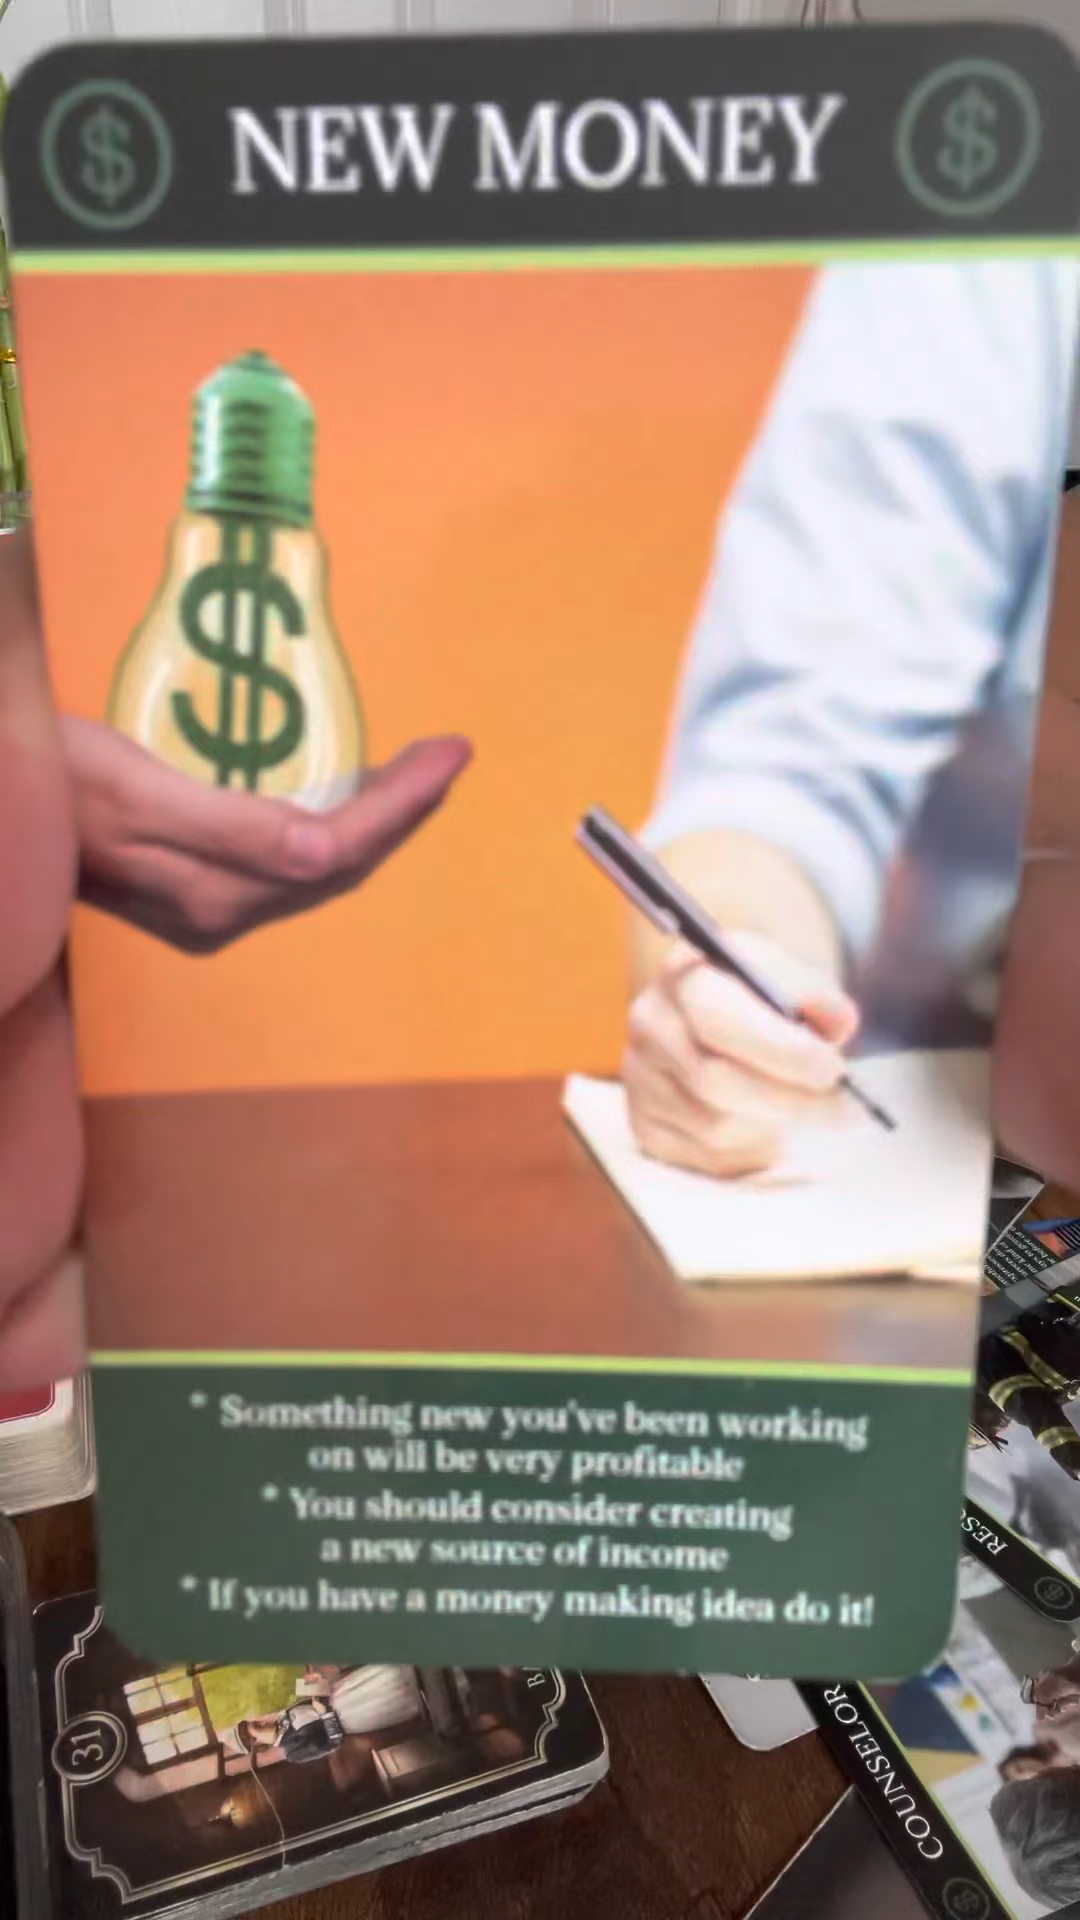 NEW MONEY
* Something new you've been working
on will be very profitable
* You should consider creating
a new source of income
* If you have a money making idea do it!
31
COUNSELOR